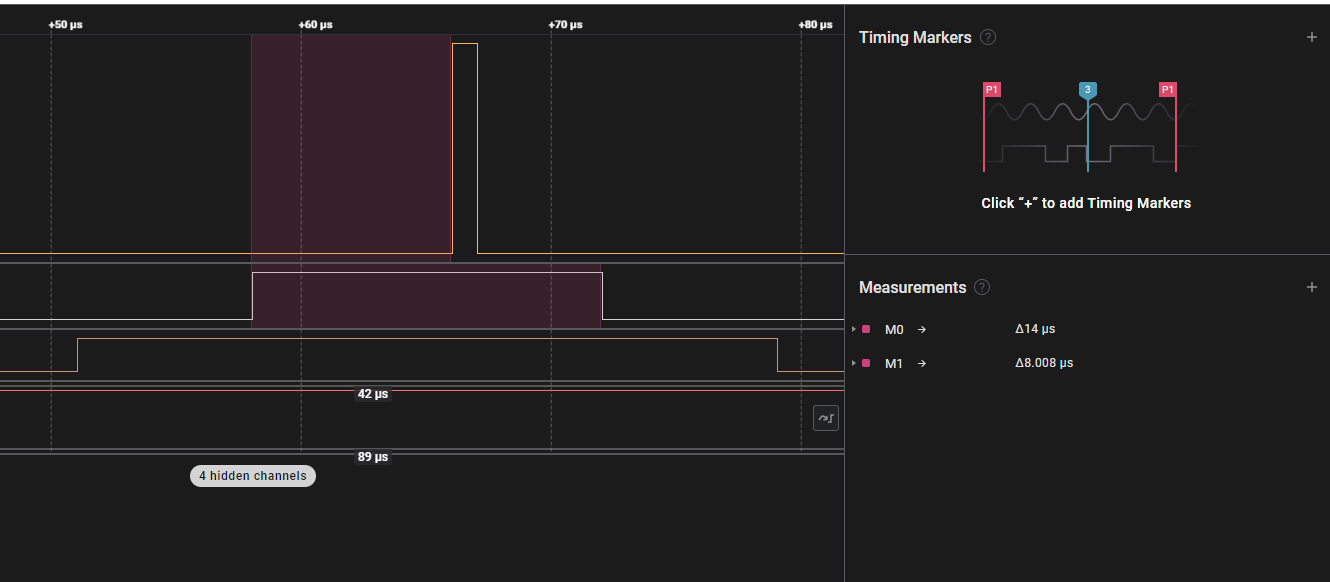 +50 µs +60 µs +70 µs +80 µs
42 µs
89 µs
4 hidden channels
Timing Markers ? +
P1 3 P1
Click “+” to add Timing Markers
Measurements ? +
M0 → Δ14 µs
M1 → Δ8.008 µs